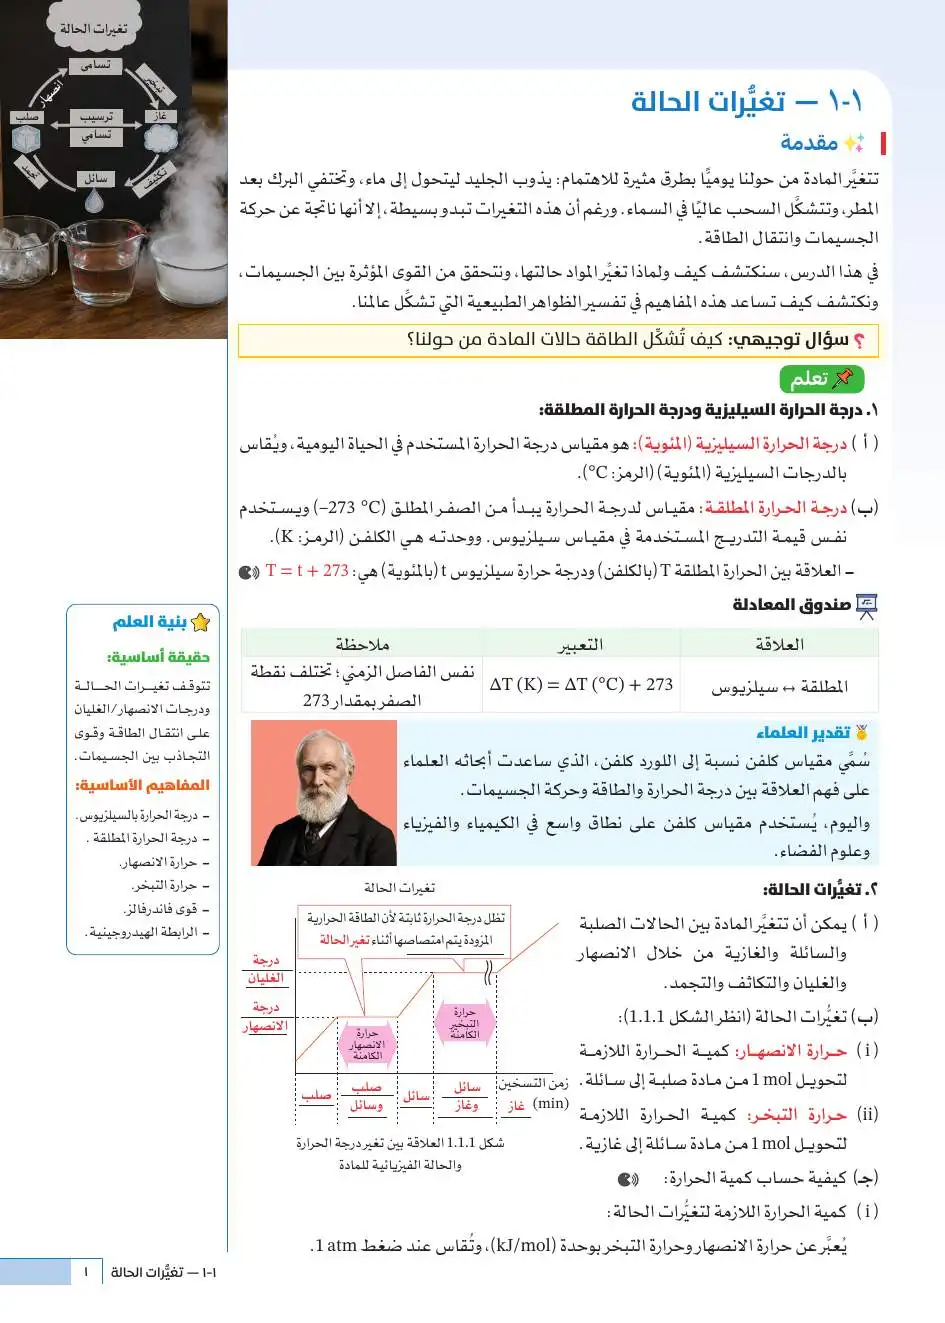 تغيرات الحالة
تسامى
انصهار
تبخير
صلب
ترسيب
تسامي
غاز
تجمد
تكثيف
سائل
١-١ — تغيُّرات الحالة
مقدمة
تتغيَّر المادة من حولنا يوميًّا بطرق مثيرة للاهتمام: يذوب الجليد ليتحول إلى ماء، وتختفي البرك بعد
المطر، وتتشكَّل السحب عاليًا في السماء. ورغم أن هذه التغيرات تبدو بسيطة، إلا أنها ناتجة عن حركة
الجسيمات وانتقال الطاقة.
في هذا الدرس، سنكتشف كيف ولماذا تغيِّر المواد حالتها، ونتحقق من القوى المؤثرة بين الجسيمات،
ونكتشف كيف تساعد هذه المفاهيم في تفسير الظواهر الطبيعية التي تشكِّل عالمنا.
؟ سؤال توجيهي: كيف تُشكِّل الطاقة حالات المادة من حولنا؟
تعلم
١. درجة الحرارة السيليزية ودرجة الحرارة المطلقة:
( أ ) درجة الحرارة السيليزية (المئوية): هو مقياس درجة الحرارة المستخدم في الحياة اليومية، ويُقاس
بالدرجات السيليزية (المئوية) (الرمز: °C).
(ب) درجة الحرارة المطلقة: مقياس لدرجة الحرارة يبدأ من الصفر المطلق (–273 °C) ويستخدم
نفس قيمة التدريج المستخدمة في مقياس سيلزيوس. ووحدته هي الكلفن (الرمز: K).
– العلاقة بين الحرارة المطلقة T (بالكلفن) ودرجة حرارة سيلزيوس t (بالمئوية) هي: T = t + 273
صندوق المعادلة
العلاقة
التعبير
ملاحظة
المطلقة ↔ سيلزيوس
ΔT (K) = ΔT (°C) + 273
نفس الفاصل الزمني؛ تختلف نقطة
الصفر بمقدار 273
تقدير العلماء
سُمِّي مقياس كلفن نسبة إلى اللورد كلفن، الذي ساعدت أبحاثه العلماء
على فهم العلاقة بين درجة الحرارة والطاقة وحركة الجسيمات.
واليوم، يُستخدم مقياس كلفن على نطاق واسع في الكيمياء والفيزياء
وعلوم الفضاء.
٢. تغيُّرات الحالة:
( أ ) يمكن أن تتغيَّر المادة بين الحالات الصلبة
والسائلة والغازية من خلال الانصهار
والغليان والتكاثف والتجمد.
(ب) تغيُّرات الحالة (انظر الشكل 1.1.1):
(i) حرارة الانصهار: كمية الحرارة اللازمة
لتحويل 1 mol من مادة صلبة إلى سائلة.
(ii) حرارة التبخر: كمية الحرارة اللازمة
لتحويل 1 mol من مادة سائلة إلى غازية.
(جـ) كيفية حساب كمية الحرارة:
(i) كمية الحرارة اللازمة لتغيُّرات الحالة:
يُعبَّر عن حرارة الانصهار وحرارة التبخر بوحدة (kJ/mol)، وتُقاس عند ضغط 1 atm.
تغيرات الحالة
تظل درجة الحرارة ثابتة لأن الطاقة الحرارية
المزودة يتم امتصاصها أثناء تغير الحالة
درجة
الغليان
درجة
الانصهار
حرارة
التبخير
الكامنة
حرارة
الانصهار
الكامنة
صلب
صلب
وسائل
سائل
سائل
وغاز
غاز
زمن التسخين
(min)
شكل 1.1.1 العلاقة بين تغير درجة الحرارة
والحالة الفيزيائية للمادة
بنية العلم
حقيقة أساسية:
تتوقف تغيرات الحالة
ودرجات الانصهار/الغليان
على انتقال الطاقة وقوى
التجاذب بين الجسيمات.
المفاهيم الأساسية:
– درجة الحرارة بالسيلزيوس.
– درجة الحرارة المطلقة .
– حرارة الانصهار.
– حرارة التبخر.
– قوى فاندرفالز.
– الرابطة الهيدروجينية.
١-١ — تغيُّرات الحالة
١